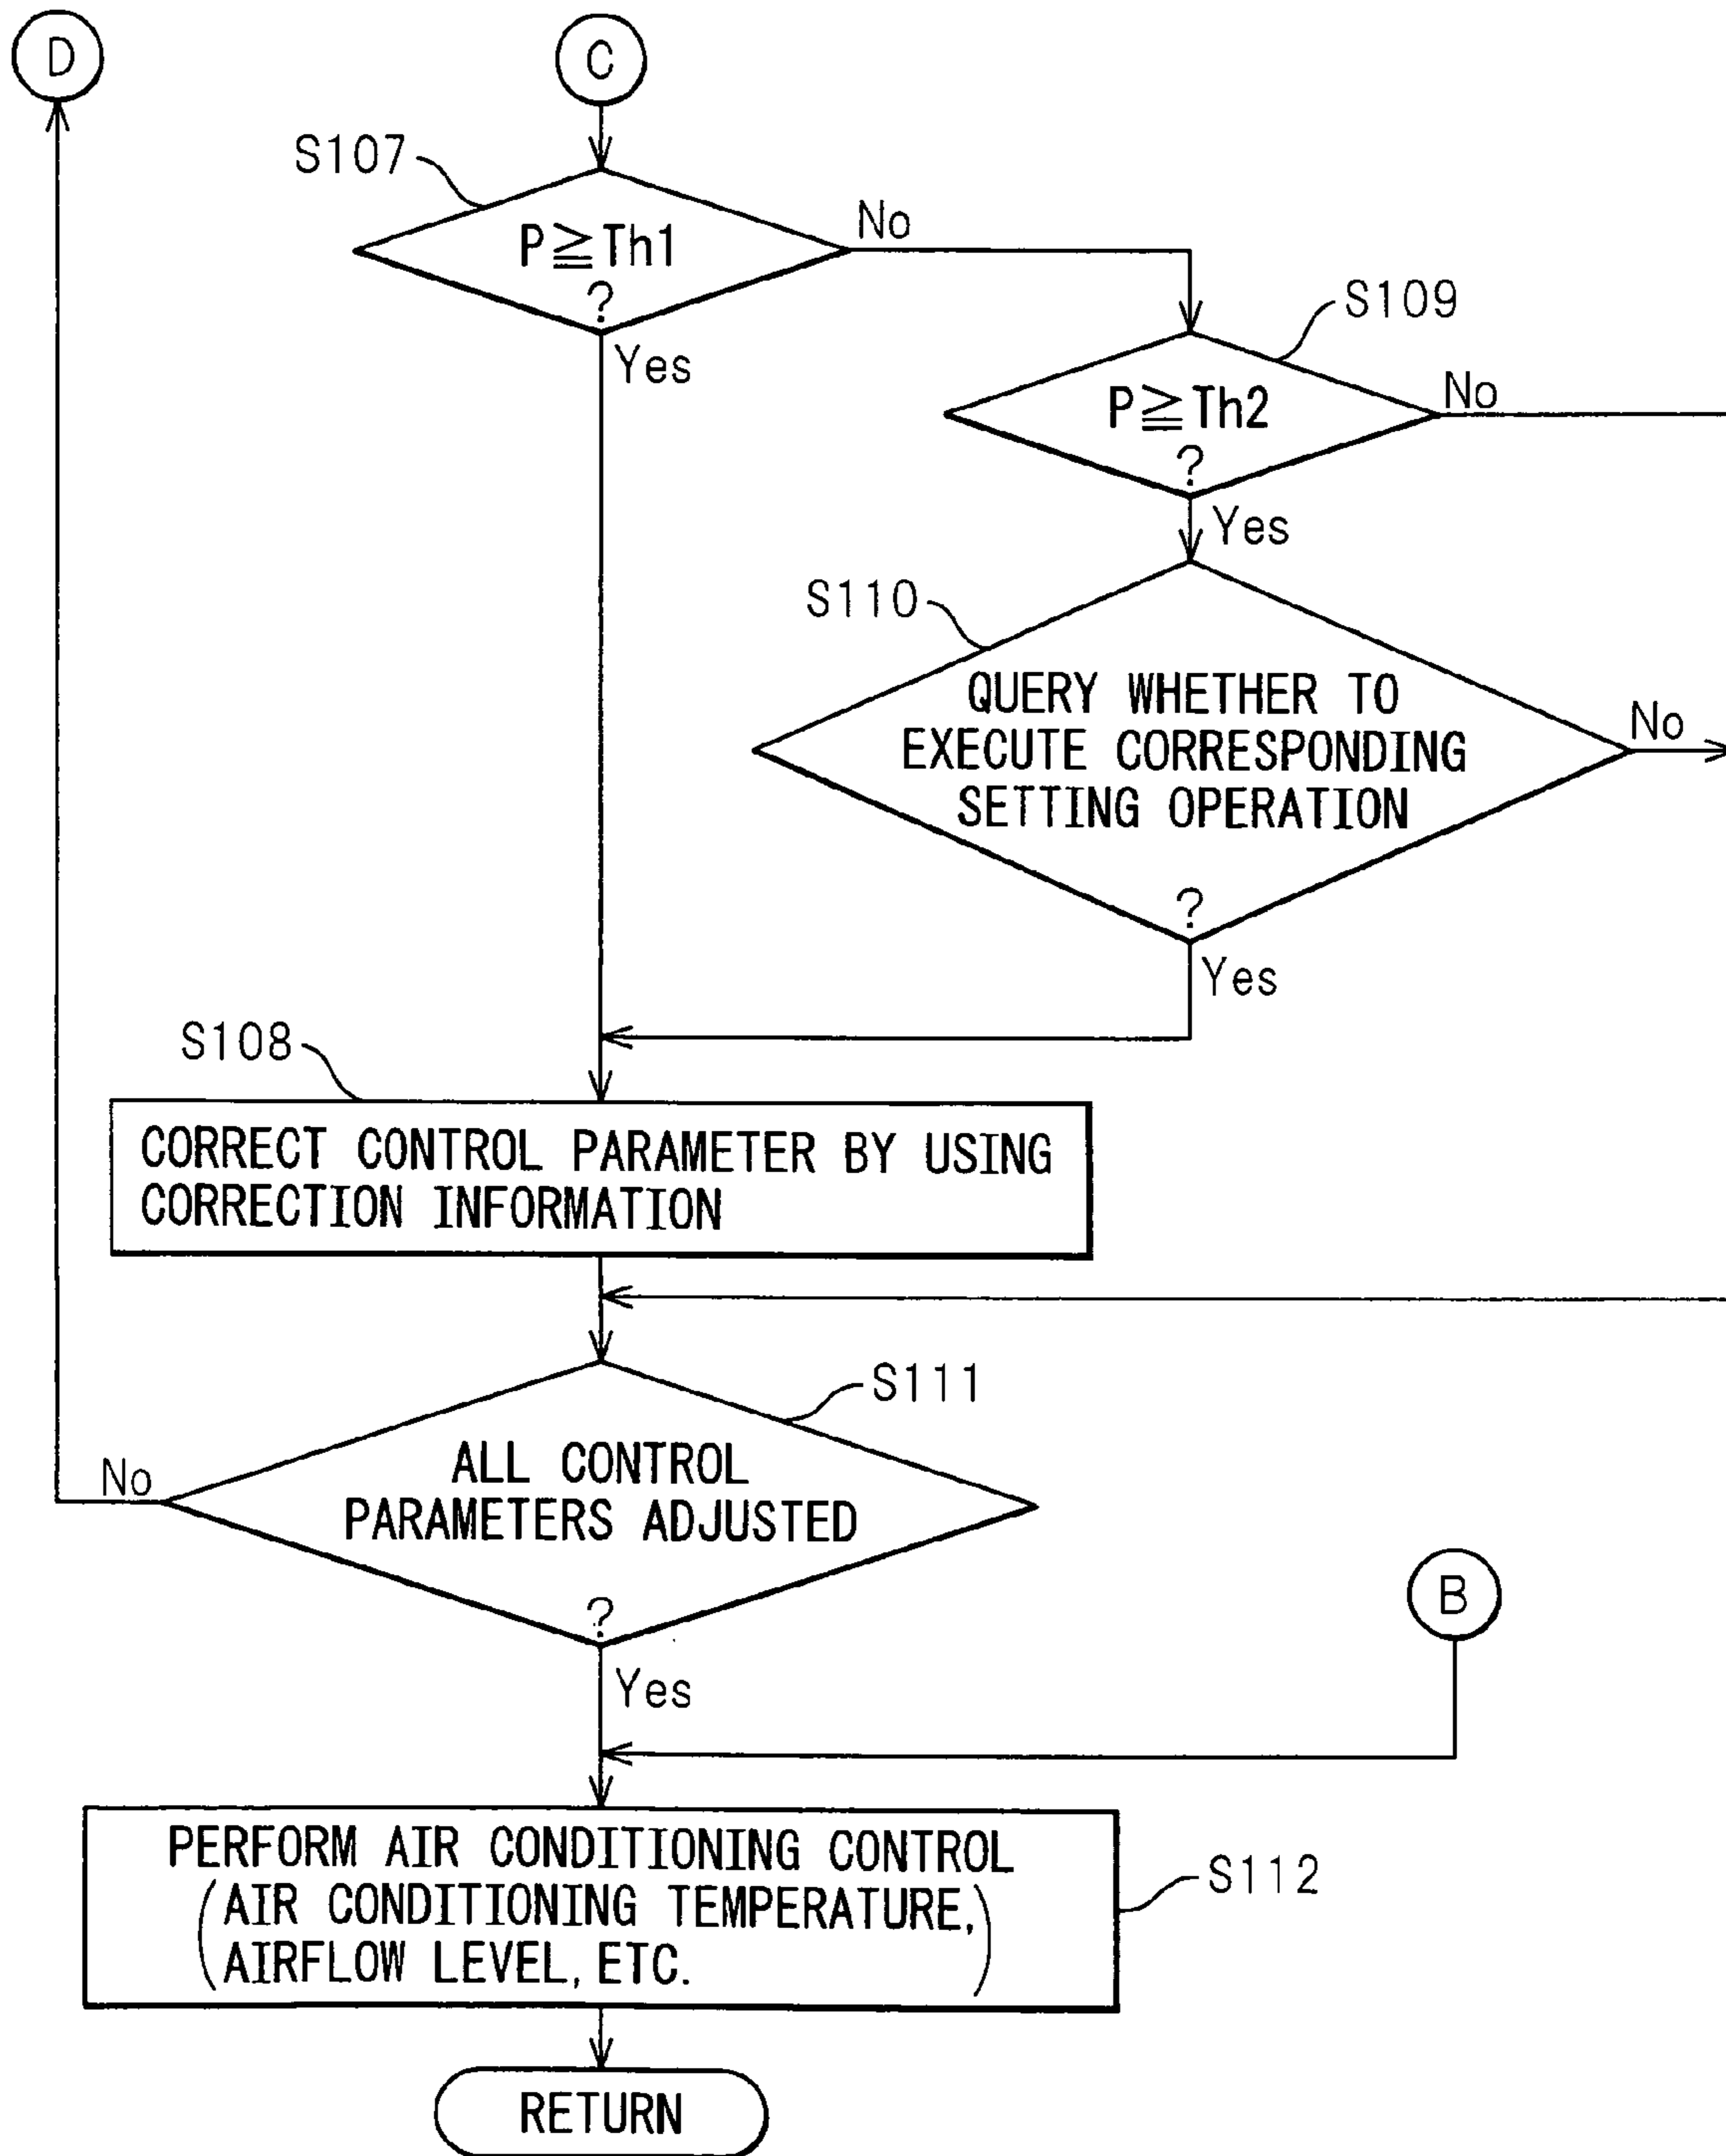 D
C
S107
P≧Th1
?
No
Yes
S109
P≧Th2
?
No
Yes
S110
QUERY WHETHER TO
EXECUTE CORRESPONDING
SETTING OPERATION
?
No
Yes
S108
CORRECT CONTROL PARAMETER BY USING
CORRECTION INFORMATION
S111
ALL CONTROL
PARAMETERS ADJUSTED
?
No
Yes
B
PERFORM AIR CONDITIONING CONTROL
(AIR CONDITIONING TEMPERATURE,
AIRFLOW LEVEL, ETC.)
S112
RETURN